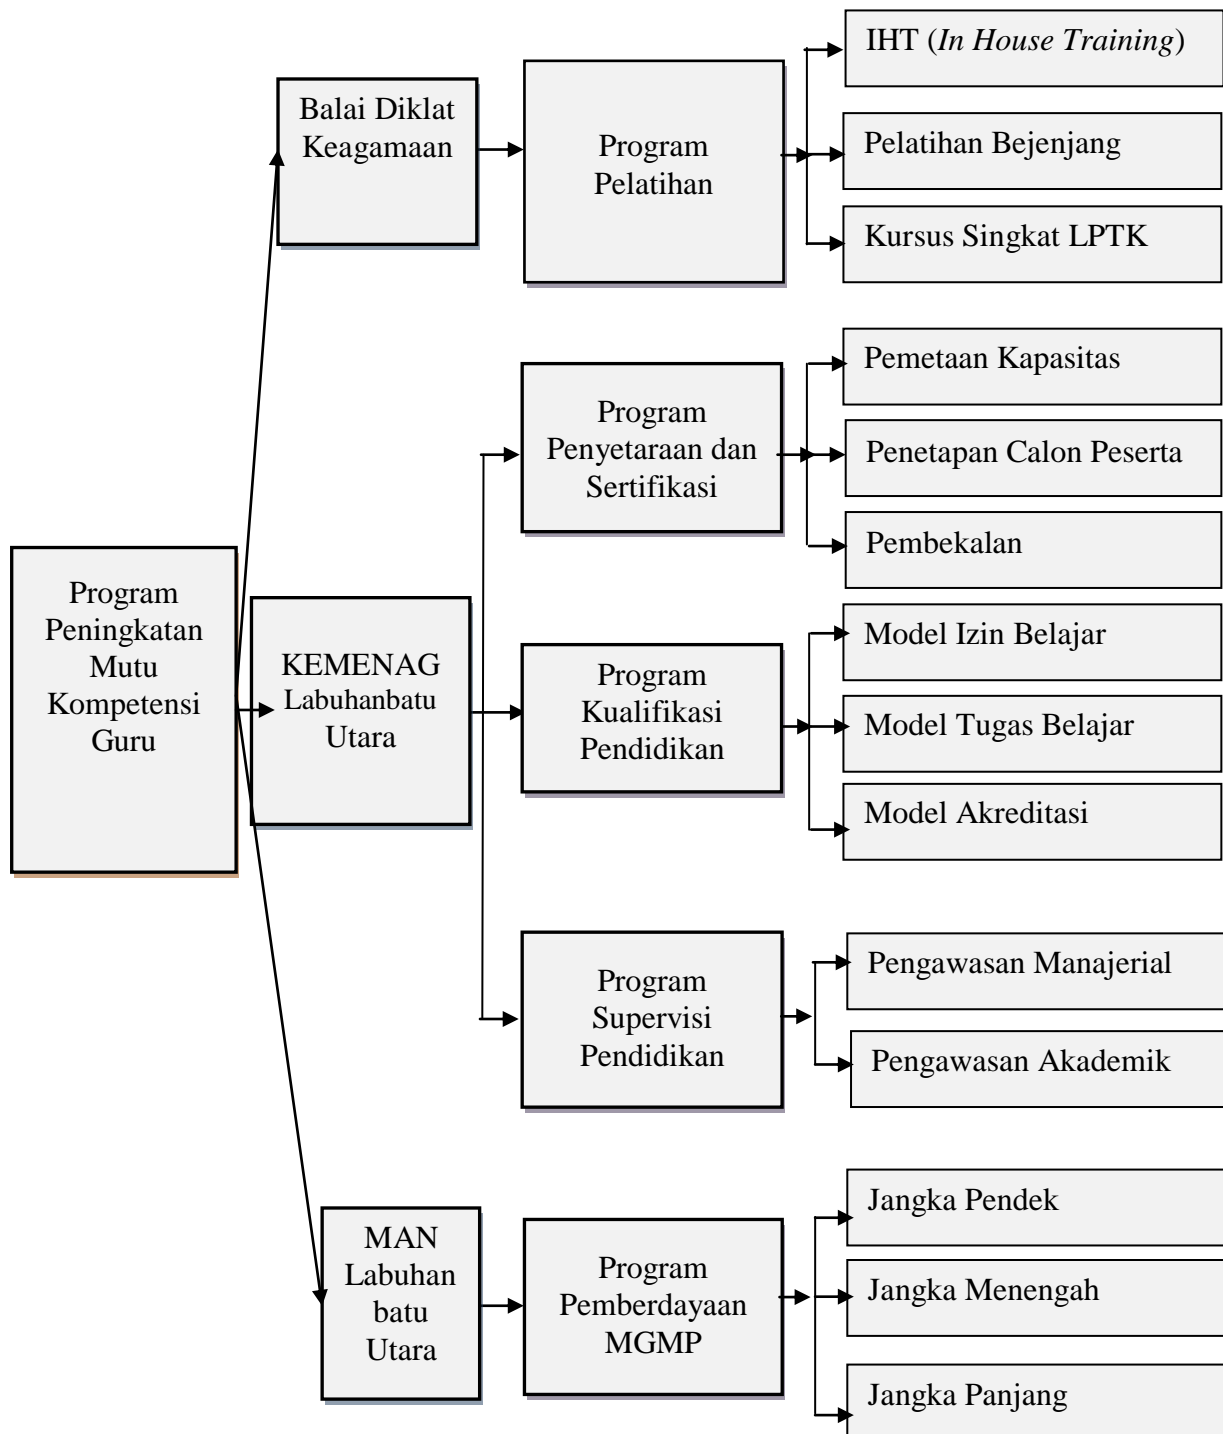 IHT (In House Training)
Balai Diklat
Keagamaan
Program
Pelatihan
Pelatihan Bejenjang
Kursus Singkat LPTK
Pemetaan Kapasitas
Program
Penyetaraan dan
Sertifikasi
Penetapan Calon Peserta
Pembekalan
Program
Peningkatan
Mutu
Kompetensi
Guru
KEMENAG
Labuhanbatu
Utara
Program
Kualifikasi
Pendidikan
Model Izin Belajar
Model Tugas Belajar
Model Akreditasi
Program
Supervisi
Pendidikan
Pengawasan Manajerial
Pengawasan Akademik
MAN
Labuhan
batu
Utara
Program
Pemberdayaan
MGMP
Jangka Pendek
Jangka Menengah
Jangka Panjang